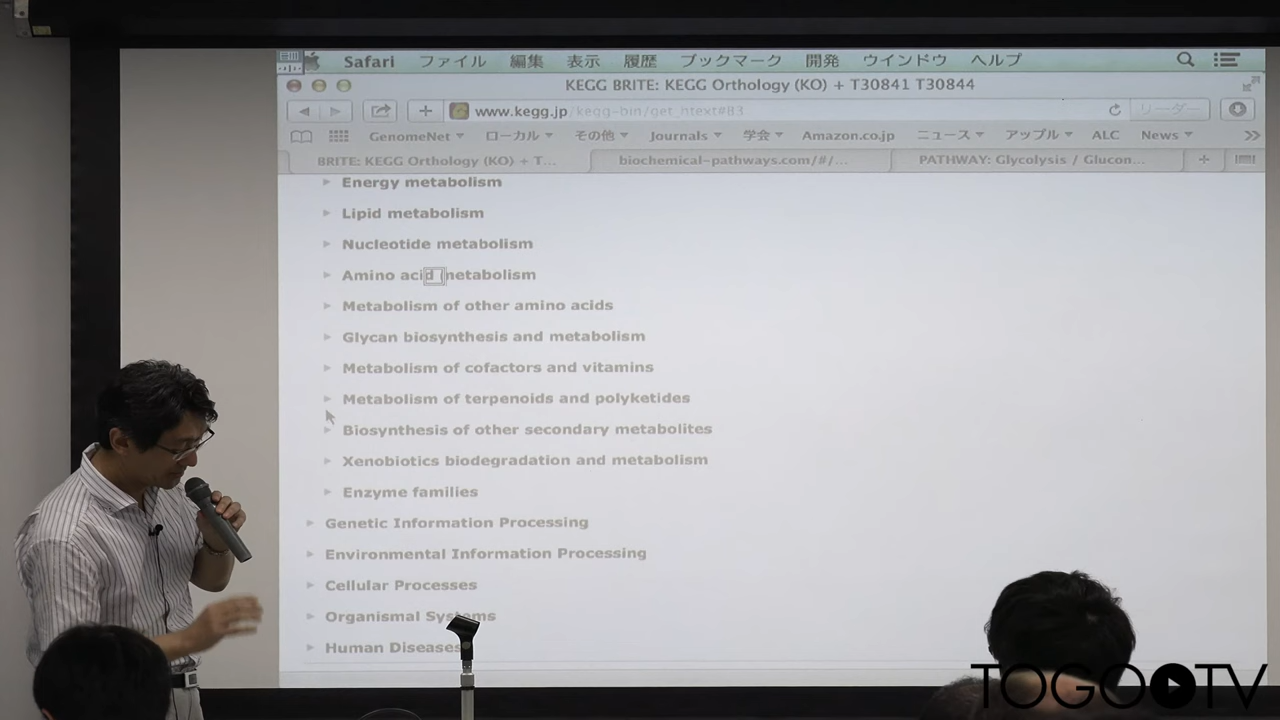 Safari ファイル 編集 表示 履歴 ブックマーク 開発 ウインドウ ヘルプ
KEGG BRITE: KEGG Orthology (KO) + T30841 T30844
www.kegg.jp/kegg-bin/get_htext#83 リーダー
GenomeNet ローカル その他 Journals 学会 Amazon.co.jp ニュース アップル ALC News
BRITE: KEGG Orthology (KO) + T... biochemical-pathways.com/#/... PATHWAY: Glycolysis / Glucon...
Energy metabolism
Lipid metabolism
Nucleotide metabolism
Amino acid metabolism
Metabolism of other amino acids
Glycan biosynthesis and metabolism
Metabolism of cofactors and vitamins
Metabolism of terpenoids and polyketides
Biosynthesis of other secondary metabolites
Xenobiotics biodegradation and metabolism
Enzyme families
Genetic Information Processing
Environmental Information Processing
Cellular Processes
Organismal Systems
Human Diseases
TOGO TV